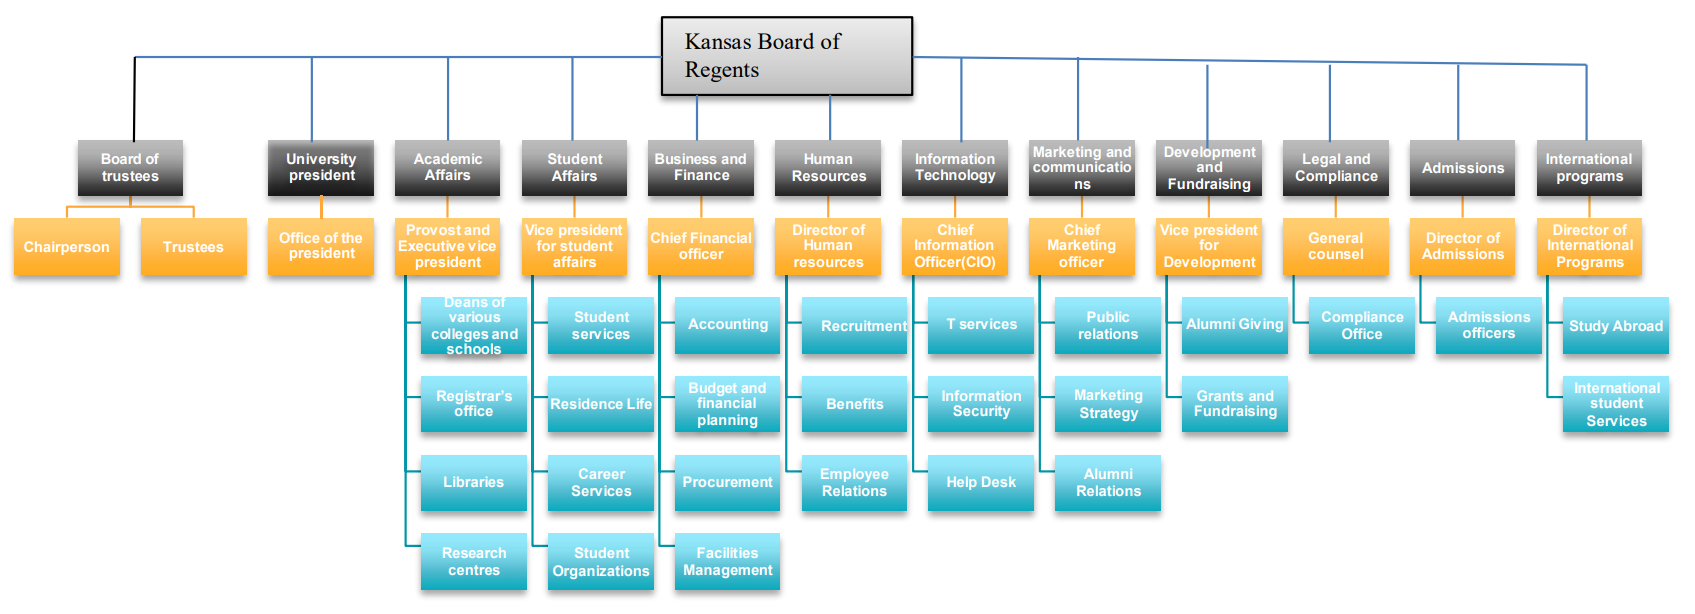 Kansas Board of
Regents
Board of
trustees
University
president
Academic
Affairs
Student
Affairs
Business and
Finance
Human
Resources
Information
Technology
Marketing and
communicatio
ns
Development
and
Fundraising
Legal and
Compliance
Admissions
International
programs
Chairperson
Trustees
Office of the
president
Provost and
Executive vice
president
Vice president
for student
affairs
Chief Financial
officer
Director of
Human
resources
Chief
Information
Officer(CIO)
Chief
Marketing
officer
Vice president
for
Development
General
counsel
Director of
Admissions
Director of
International
Programs
Deans of
various
colleges and
schools
Student
services
Accounting
Recruitment
T services
Public
relations
Alumni Giving
Compliance
Office
Admissions
officers
Study Abroad
Registrar's
office
Residence Life
Budget and
financial
planning
Benefits
Information
Security
Marketing
Strategy
Grants and
Fundraising
International
student
Services
Libraries
Career
Services
Procurement
Employee
Relations
Help Desk
Alumni
Relations
Research
centres
Student
Organizations
Facilities
Management